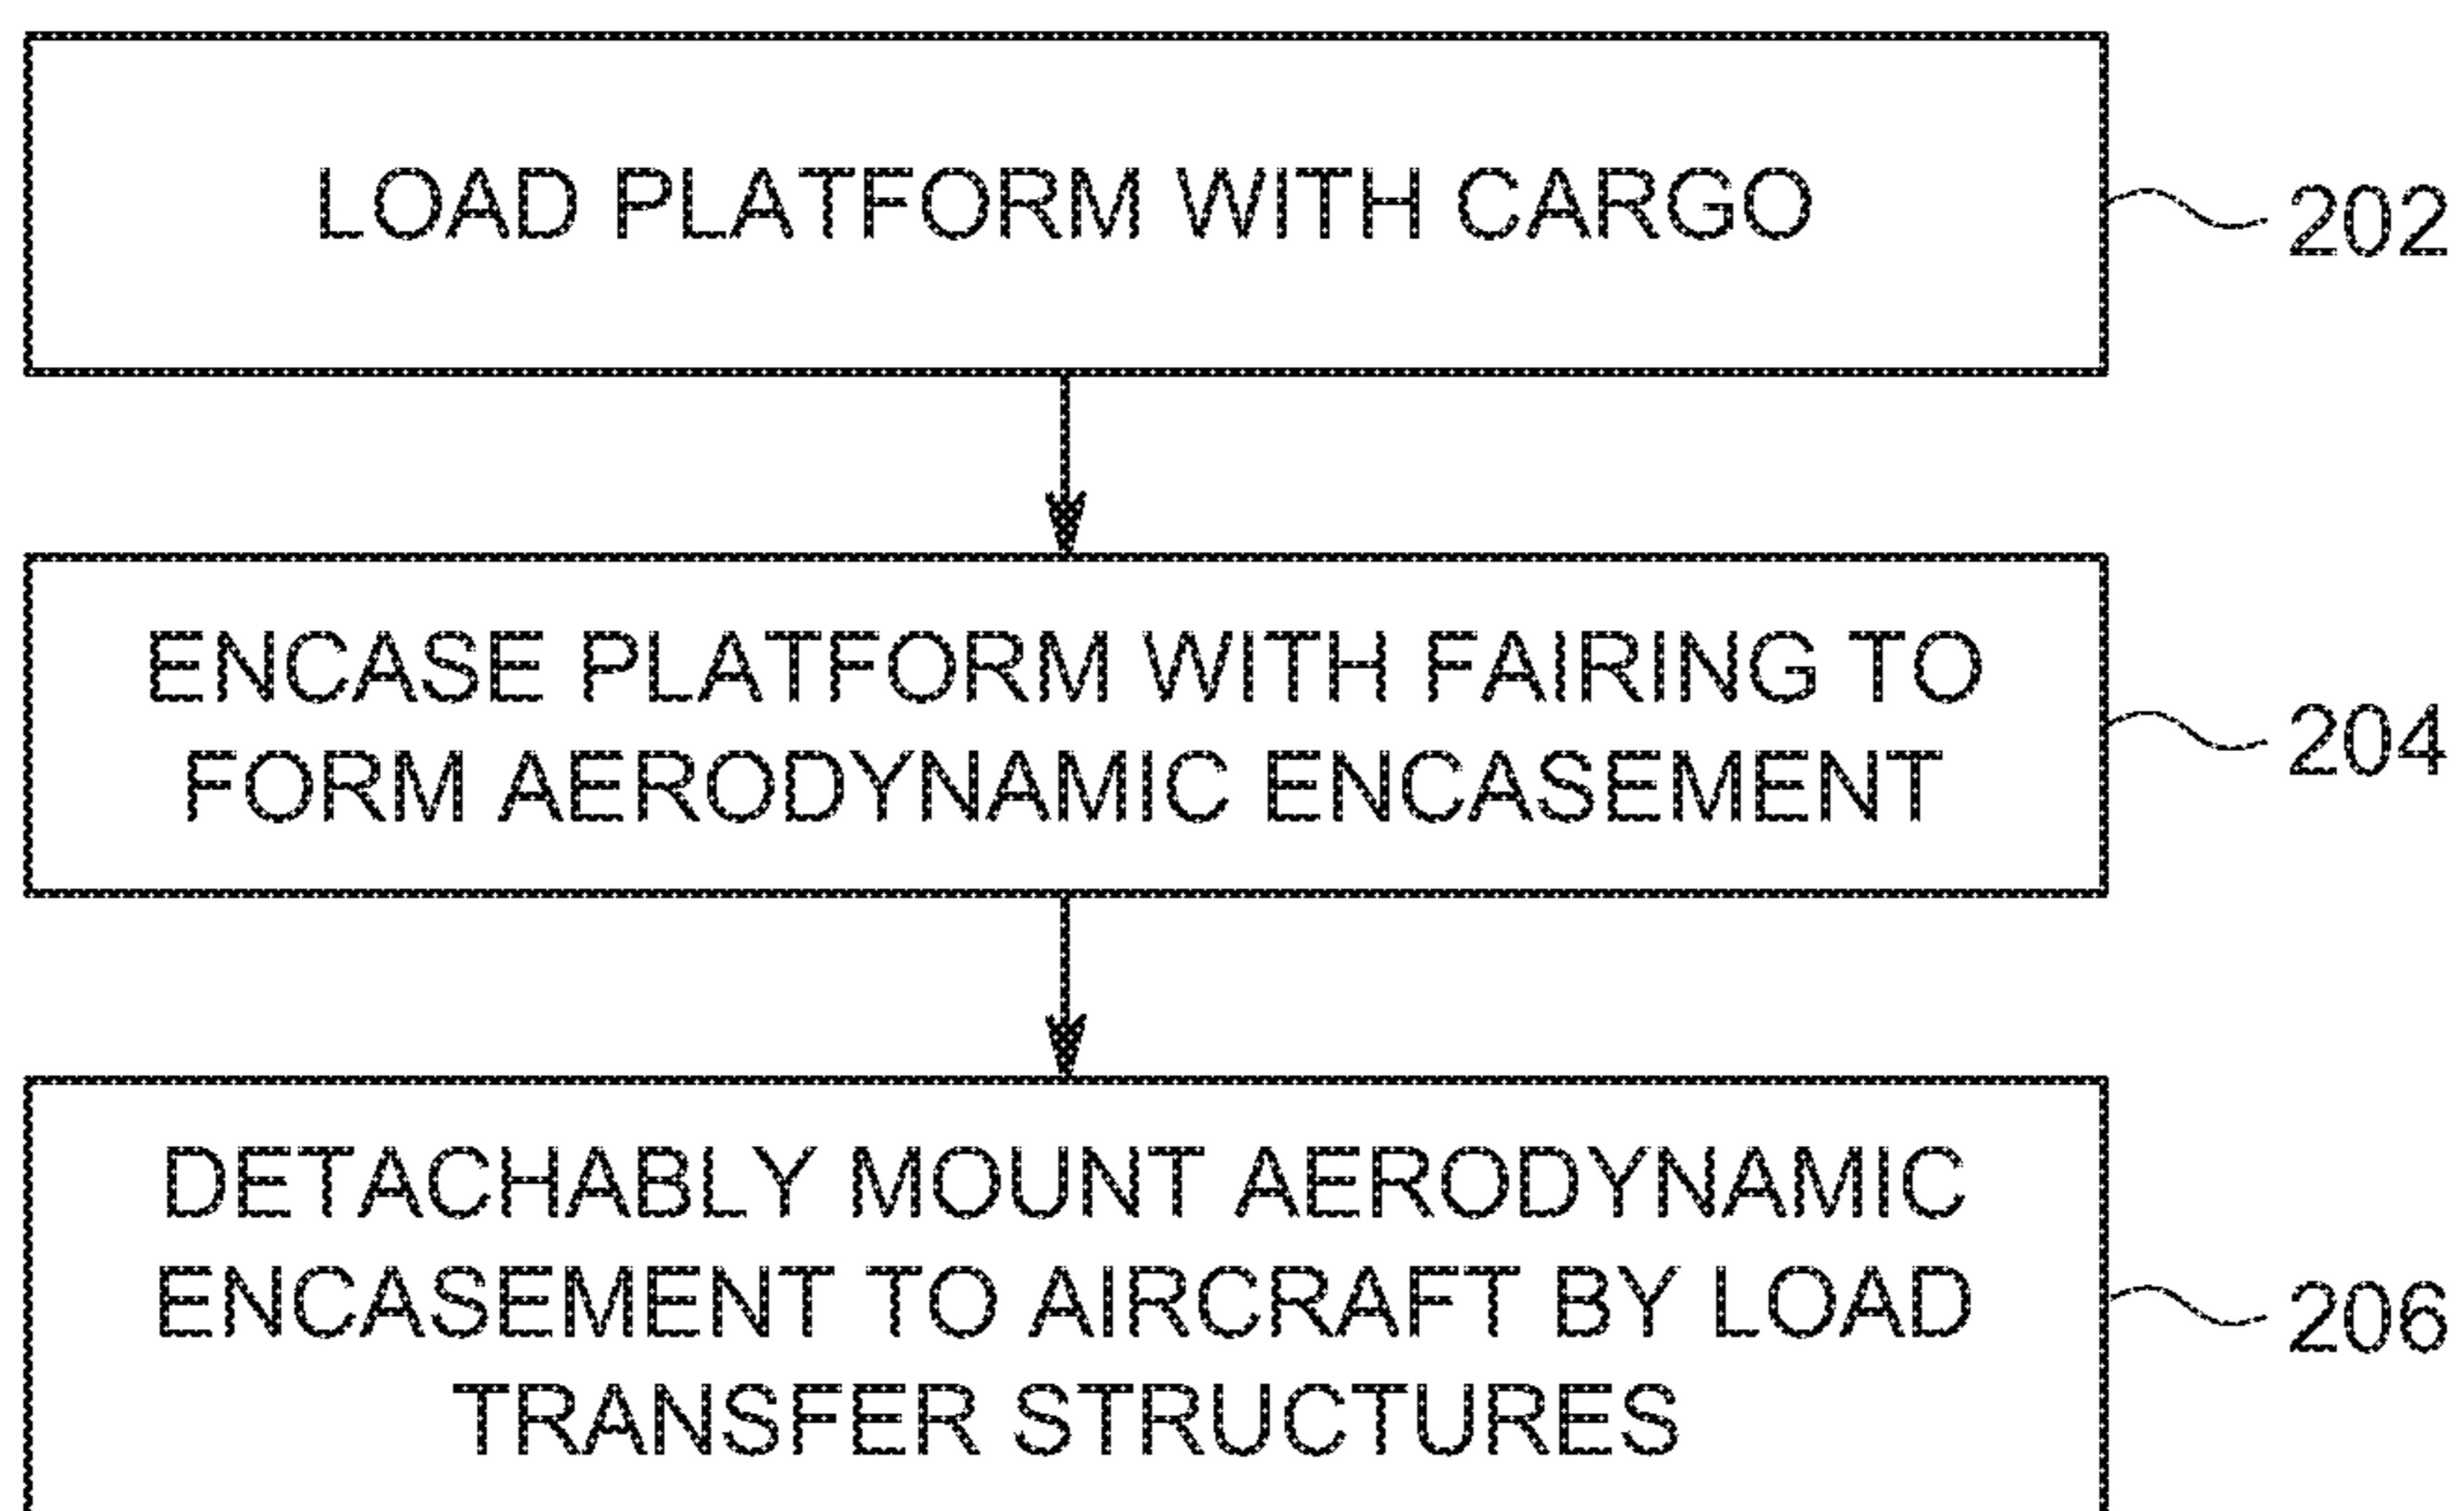 LOAD PLATFORM WITH CARGO
202
ENCASE PLATFORM WITH FAIRING TO
FORM AERODYNAMIC ENCASEMENT
204
DETACHABLY MOUNT AERODYNAMIC
ENCASEMENT TO AIRCRAFT BY LOAD
TRANSFER STRUCTURES
206